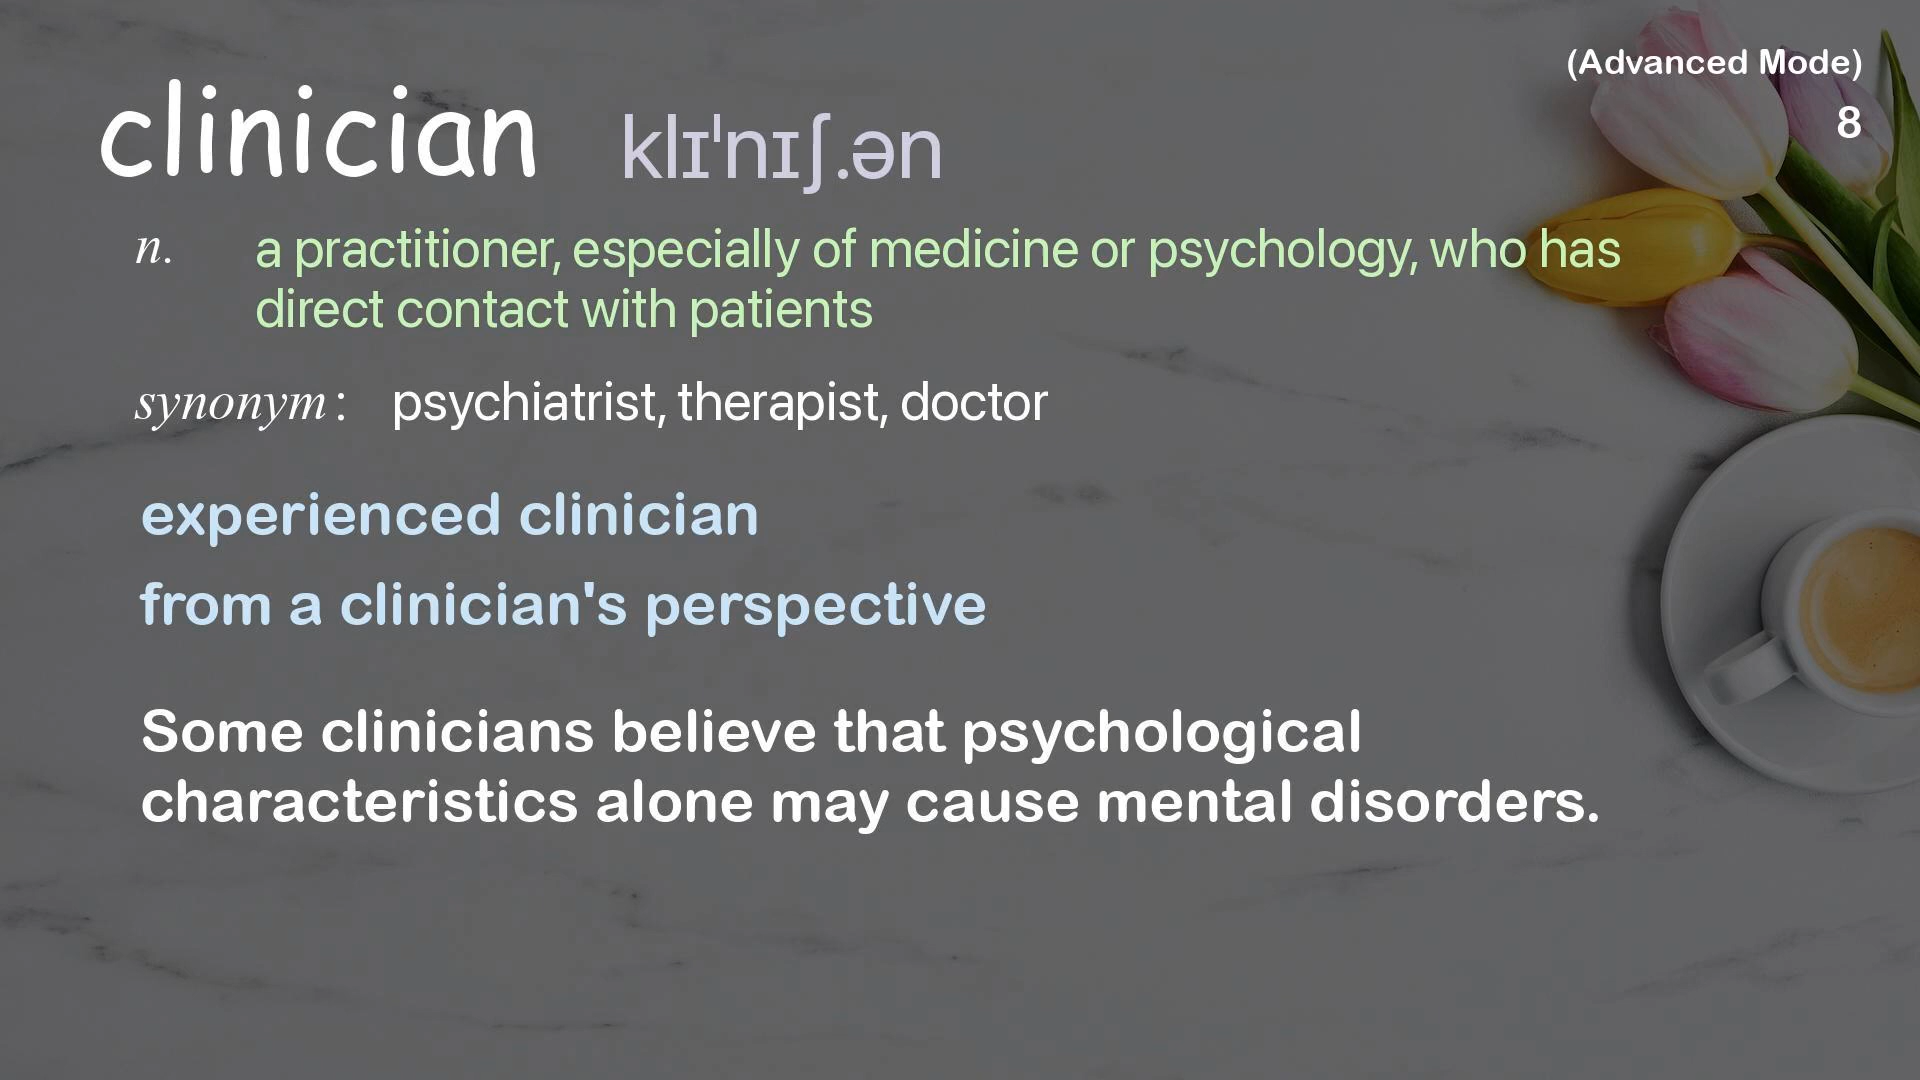 (Advanced Mode)
8
clinician klɪˈnɪʃ.ən
n. a practitioner, especially of medicine or psychology, who has
direct contact with patients
synonym: psychiatrist, therapist, doctor
experienced clinician
from a clinician's perspective
Some clinicians believe that psychological
characteristics alone may cause mental disorders.